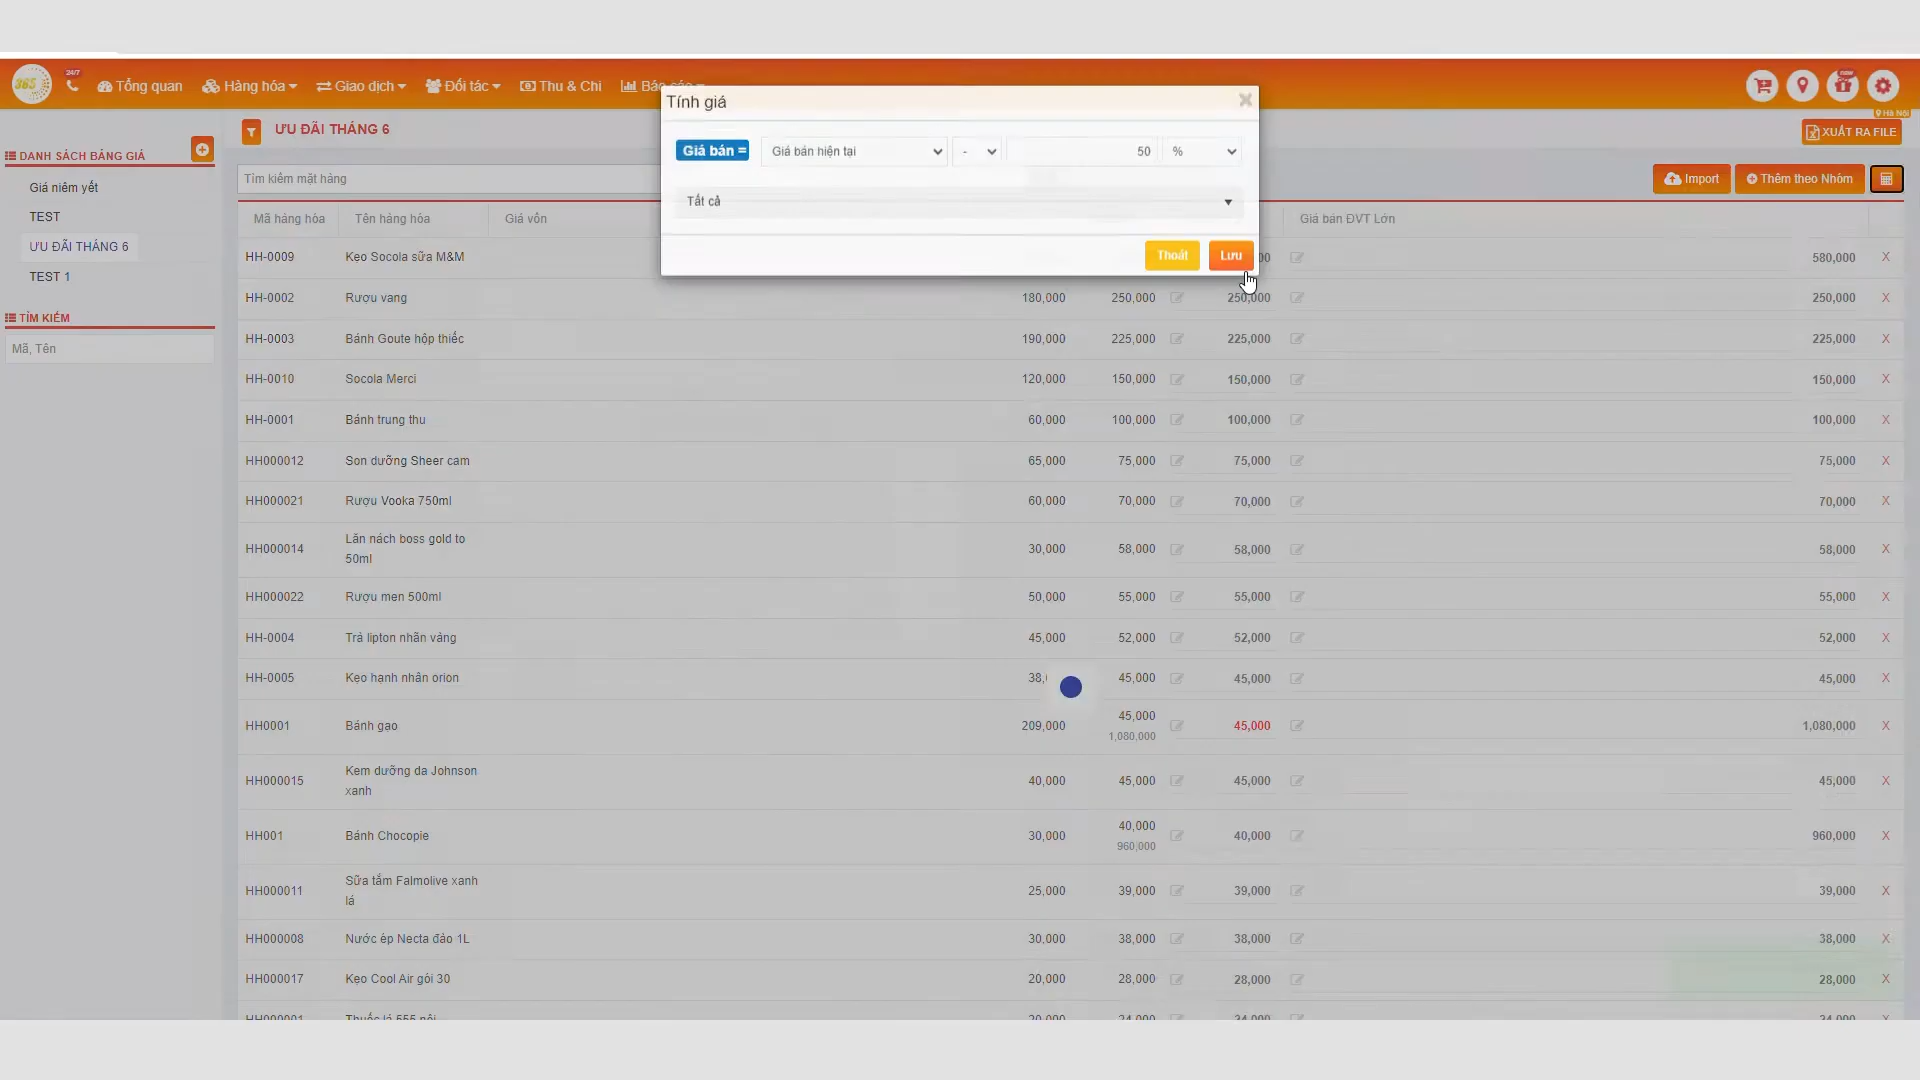 365
24/7
Tổng quan
Hàng hóa
Giao dịch
Đối tác
Thu & Chi
new
Hà Nội
Tính giá
Giá bán =
Giá bán hiện tại
-
50
%
Tất cả
Thoát
Lưu
DANH SÁCH BẢNG GIÁ
Giá niêm yết
TEST
ƯU ĐÃI THÁNG 6
TEST 1
TÌM KIẾM
Mã, Tên
ƯU ĐÃI THÁNG 6
XUẤT RA FILE
Tìm kiếm mặt hàng
Import
Thêm theo Nhóm
Mã hàng hóa Tên hàng hóa Giá vốn Giá bán ĐVT Lớn
HH-0009 Kẹo Socola sữa M&M 580,000 X
HH-0002 Rượu vang 180,000 250,000 250,000 250,000 X
HH-0003 Bánh Goute hộp thiếc 190,000 225,000 225,000 225,000 X
HH-0010 Socola Merci 120,000 150,000 150,000 150,000 X
HH-0001 Bánh trung thu 60,000 100,000 100,000 100,000 X
HH000012 Son dưỡng Sheer cam 65,000 75,000 75,000 75,000 X
HH000021 Rượu Vooka 750ml 60,000 70,000 70,000 70,000 X
HH000014 Lăn nách boss gold to 30,000 58,000 58,000 58,000 X
50ml
HH000022 Rượu men 500ml 50,000 55,000 55,000 55,000 X
HH-0004 Trà lipton nhãn vàng 45,000 52,000 52,000 52,000 X
HH-0005 Kẹo hạnh nhân orion 38, 45,000 45,000 45,000 X
HH0001 Bánh gạo 209,000 45,000 45,000 1,080,000 X
1,080,000
HH000015 Kem dưỡng da Johnson 40,000 45,000 45,000 45,000 X
xanh
HH001 Bánh Chocopie 30,000 40,000 40,000 960,000 X
960,000
HH000011 Sữa tắm Falmolive xanh 25,000 39,000 39,000 39,000 X
lá
HH000008 Nước ép Necta đào 1L 30,000 38,000 38,000 38,000 X
HH000017 Kẹo Cool Air gói 30 20,000 28,000 28,000 28,000 X